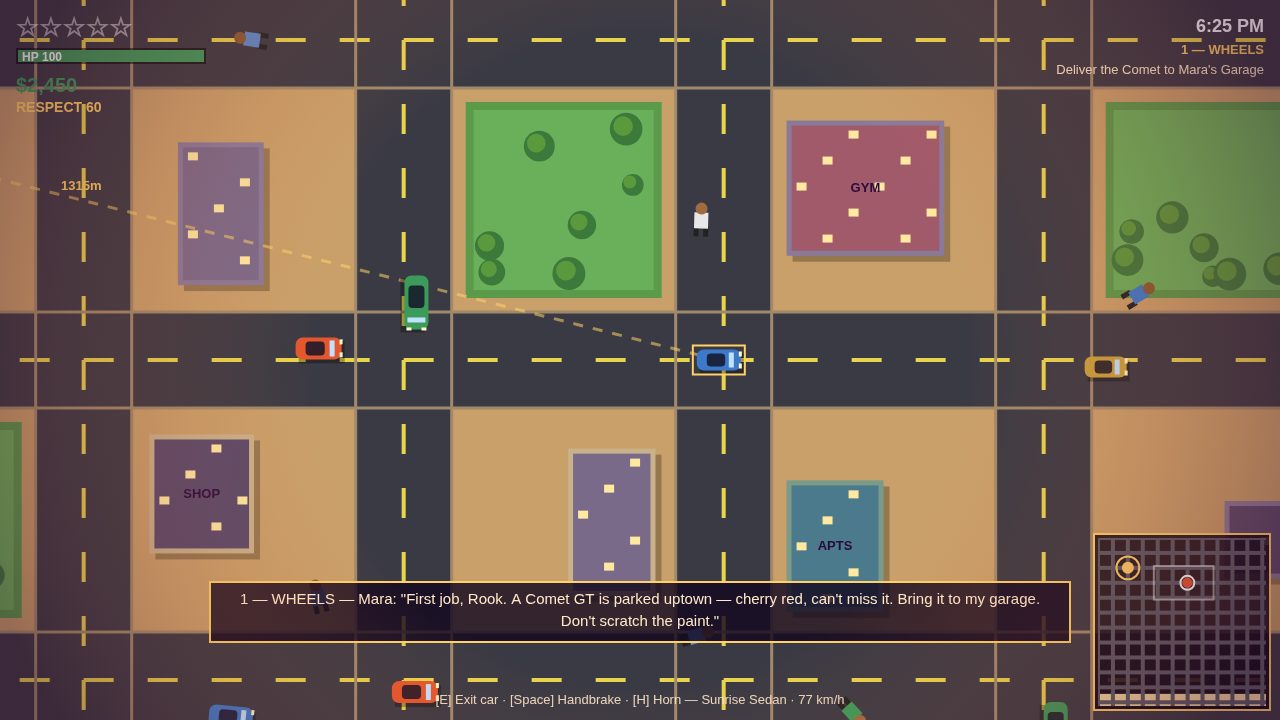 HP 100
$2,450
RESPECT 60
6:25 PM
1 — WHEELS
Deliver the Comet to Mara's Garage
1315m
GYM
SHOP
APTS
1 — WHEELS — Mara: "First job, Rook. A Comet GT is parked uptown — cherry red, can't miss it. Bring it to my garage.
Don't scratch the paint."
[E] Exit car · [Space] Handbrake · [H] Horn — Sunrise Sedan · 77 km/h